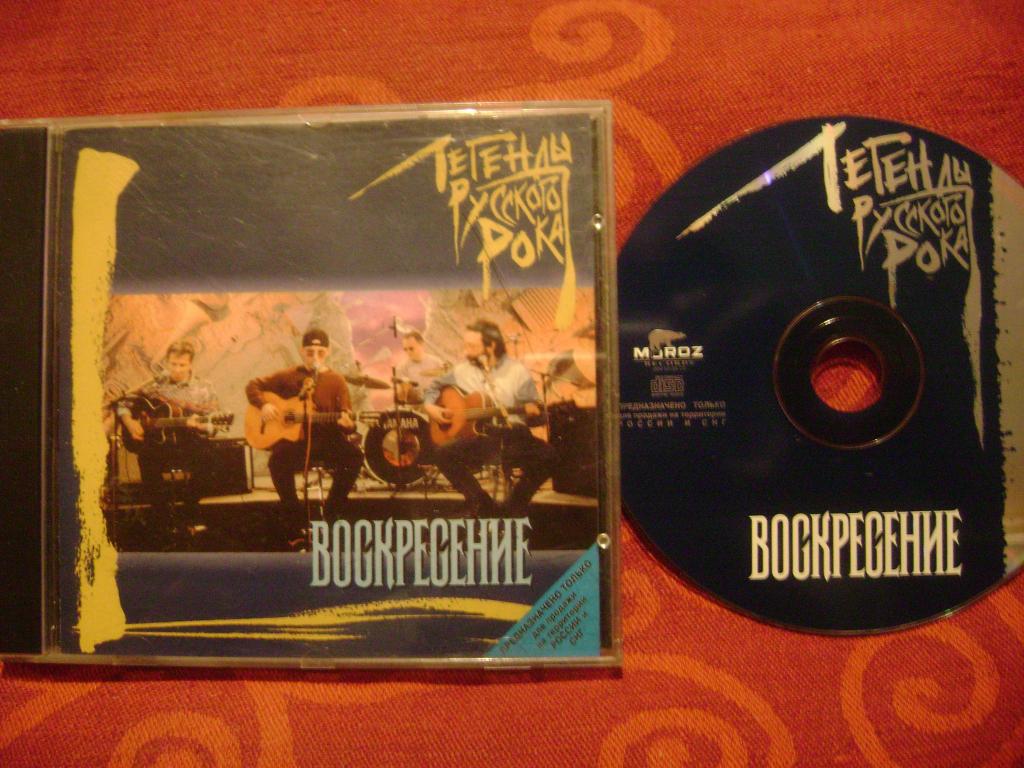 ЛЕГЕНДЫ
РУССКОГО
РОКА
YAMAHA
ВОСКРЕСЕНИЕ
ПРЕДНАЗНАЧЕНО ТОЛЬКО
для продажи
на территории
РОССИИ и
СНГ
ЛЕГЕНДЫ
РУССКОГО
РОКА
MOROZ
RECORDS
disc
ПРЕДНАЗНАЧЕНО ТОЛЬКО
для продажи на территории
РОССИИ И СНГ
ВОСКРЕСЕНИЕ